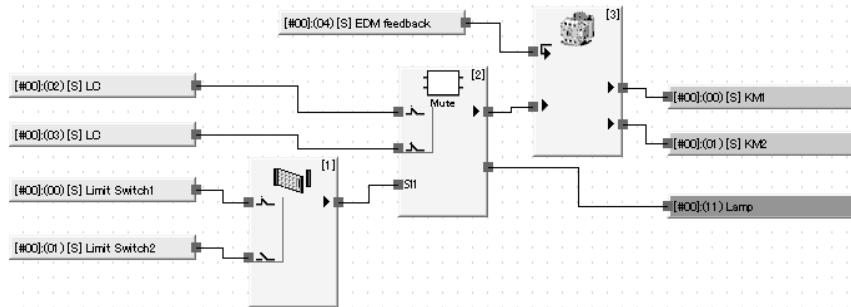 [#00]:(04) [S] EDM feedback
[3]
[#00]:(02) [S] LC
[2]
Mute
[#00]:(00) [S] KM1
[#00]:(03) [S] LC
[#00]:(01) [S] KM2
[1]
[#00]:(00) [S] Limit Switch1
SI1
[#00]:(11) Lamp
[#00]:(01) [S] Limit Switch2